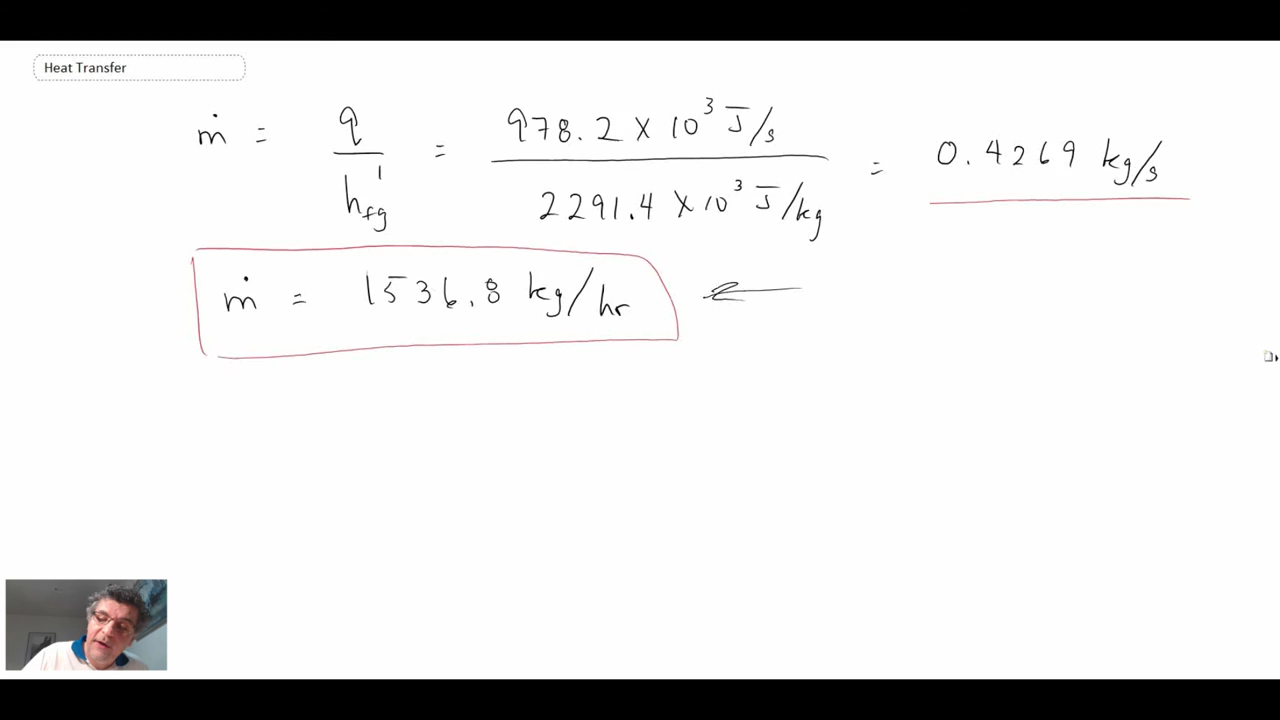 Heat Transfer
ṁ = q / h'fg = 978.2 × 10³ J/s / 2291.4 × 10³ J/kg = 0.4269 kg/s
ṁ = 1536.8 kg/hr ←